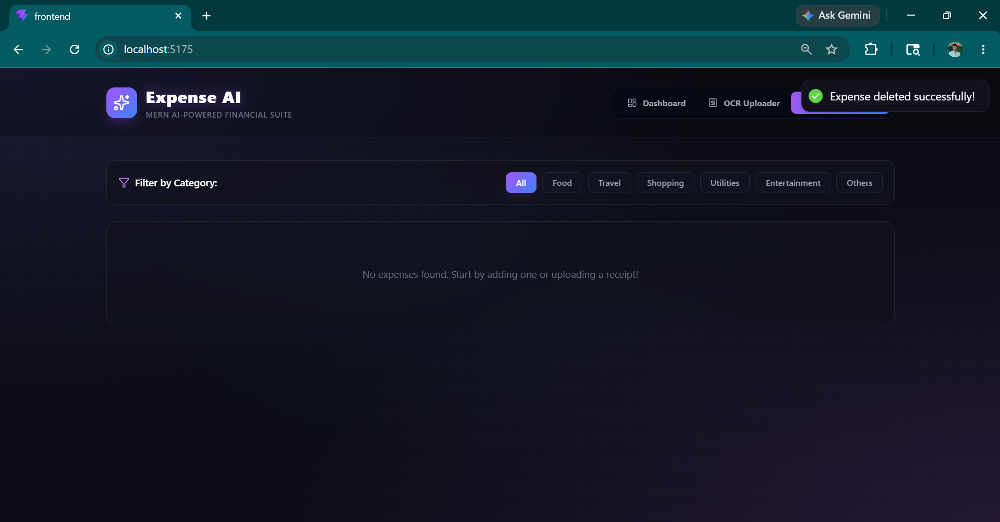 frontend
Ask Gemini
localhost:5175
Expense AI
MERN AI-POWERED FINANCIAL SUITE
Dashboard
OCR Uploader
Expense deleted successfully!
Filter by Category:
All
Food
Travel
Shopping
Utilities
Entertainment
Others
No expenses found. Start by adding one or uploading a receipt!